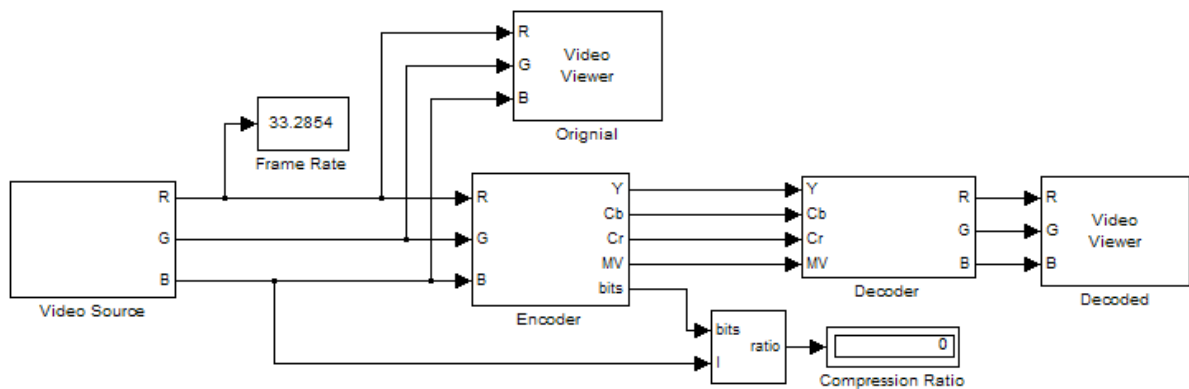 R
G
B
Video
Viewer
Orignial
33.2854
Frame Rate
R
G
B
Video Source
R
G
B
Y
Cb
Cr
MV
bits
Encoder
Y
Cb
Cr
MV
R
G
B
Decoder
R
G
B
Video
Viewer
Decoded
bits
I
ratio
0
Compression Ratio